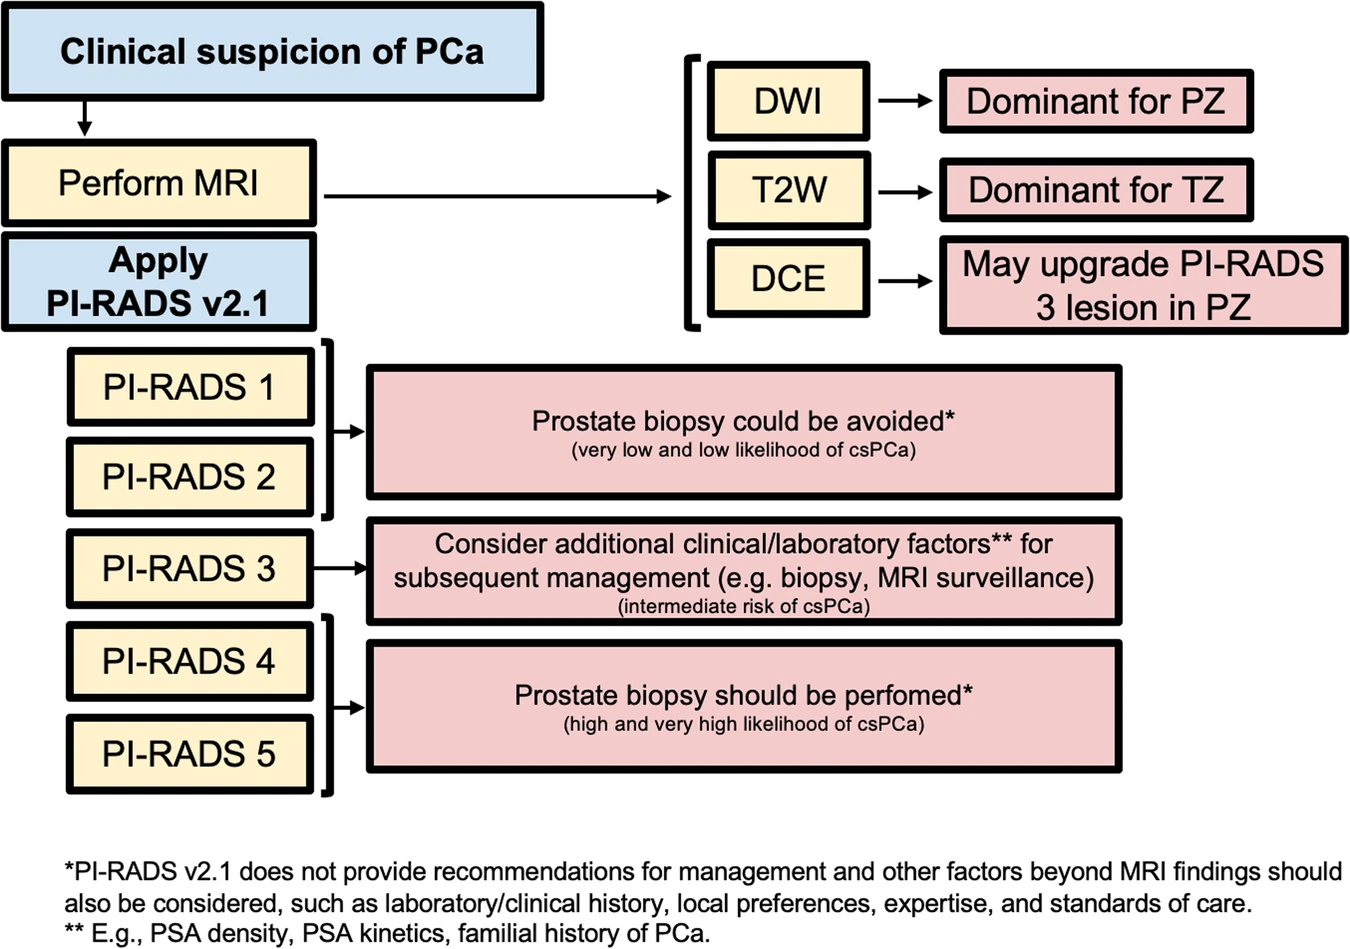 Clinical suspicion of PCa
Perform MRI
Apply
PI-RADS v2.1
DWI
Dominant for PZ
T2W
Dominant for TZ
DCE
May upgrade PI-RADS
3 lesion in PZ
PI-RADS 1
PI-RADS 2
Prostate biopsy could be avoided*
(very low and low likelihood of csPCa)
PI-RADS 3
Consider additional clinical/laboratory factors** for
subsequent management (e.g. biopsy, MRI surveillance)
(intermediate risk of csPCa)
PI-RADS 4
PI-RADS 5
Prostate biopsy should be perfomed*
(high and very high likelihood of csPCa)
*PI-RADS v2.1 does not provide recommendations for management and other factors beyond MRI findings should
also be considered, such as laboratory/clinical history, local preferences, expertise, and standards of care.
** E.g., PSA density, PSA kinetics, familial history of PCa.